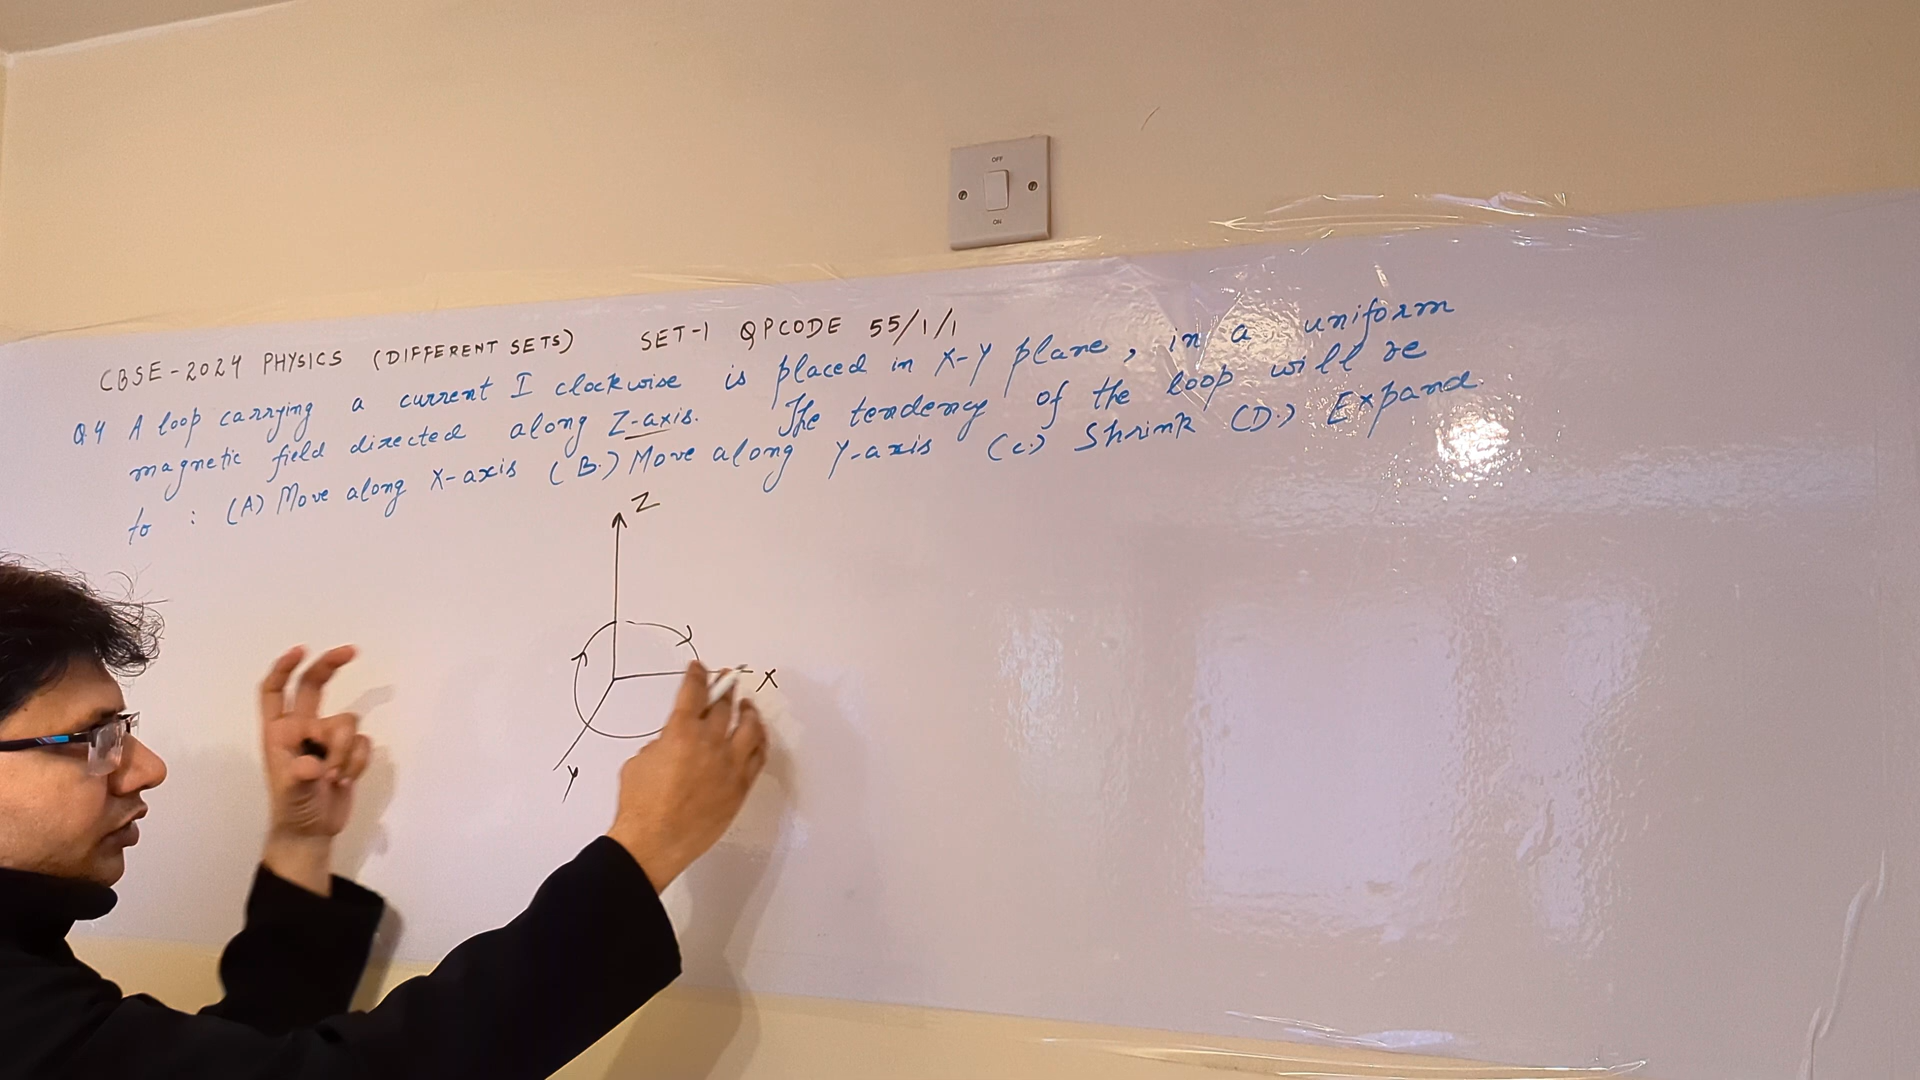 OFF
ON
CBSE-2024 PHYSICS (DIFFERENT SETS) SET-1 QPCODE 55/1/1
Q4 A loop carrying a current I clockwise is placed in X-Y plane, in a uniform
magnetic field directed along Z-axis. The tendency of the loop will be
to : (A) Move along X-axis (B.) Move along Y-axis (C.) Shrink (D.) Expand.
Z
X
Y